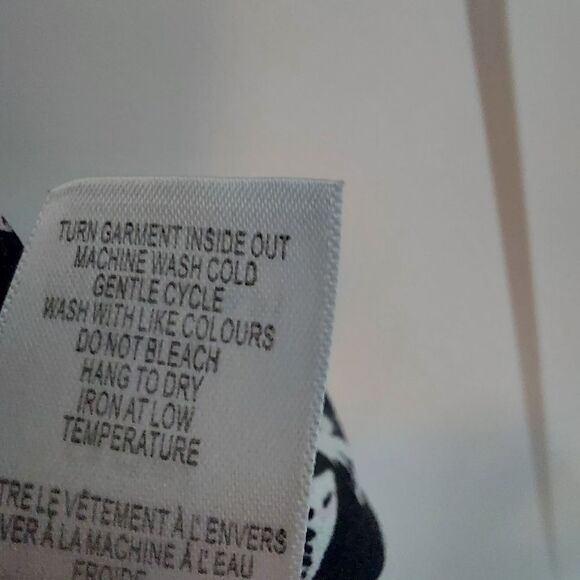 TURN GARMENT INSIDE OUT
MACHINE WASH COLD
GENTLE CYCLE
WASH WITH LIKE COLOURS
DO NOT BLEACH
HANG TO DRY
IRON AT LOW
TEMPERATURE
TRE LE VÊTEMENT À L'ENVERS
VER À LA MACHINE À L'EAU
FROIDE